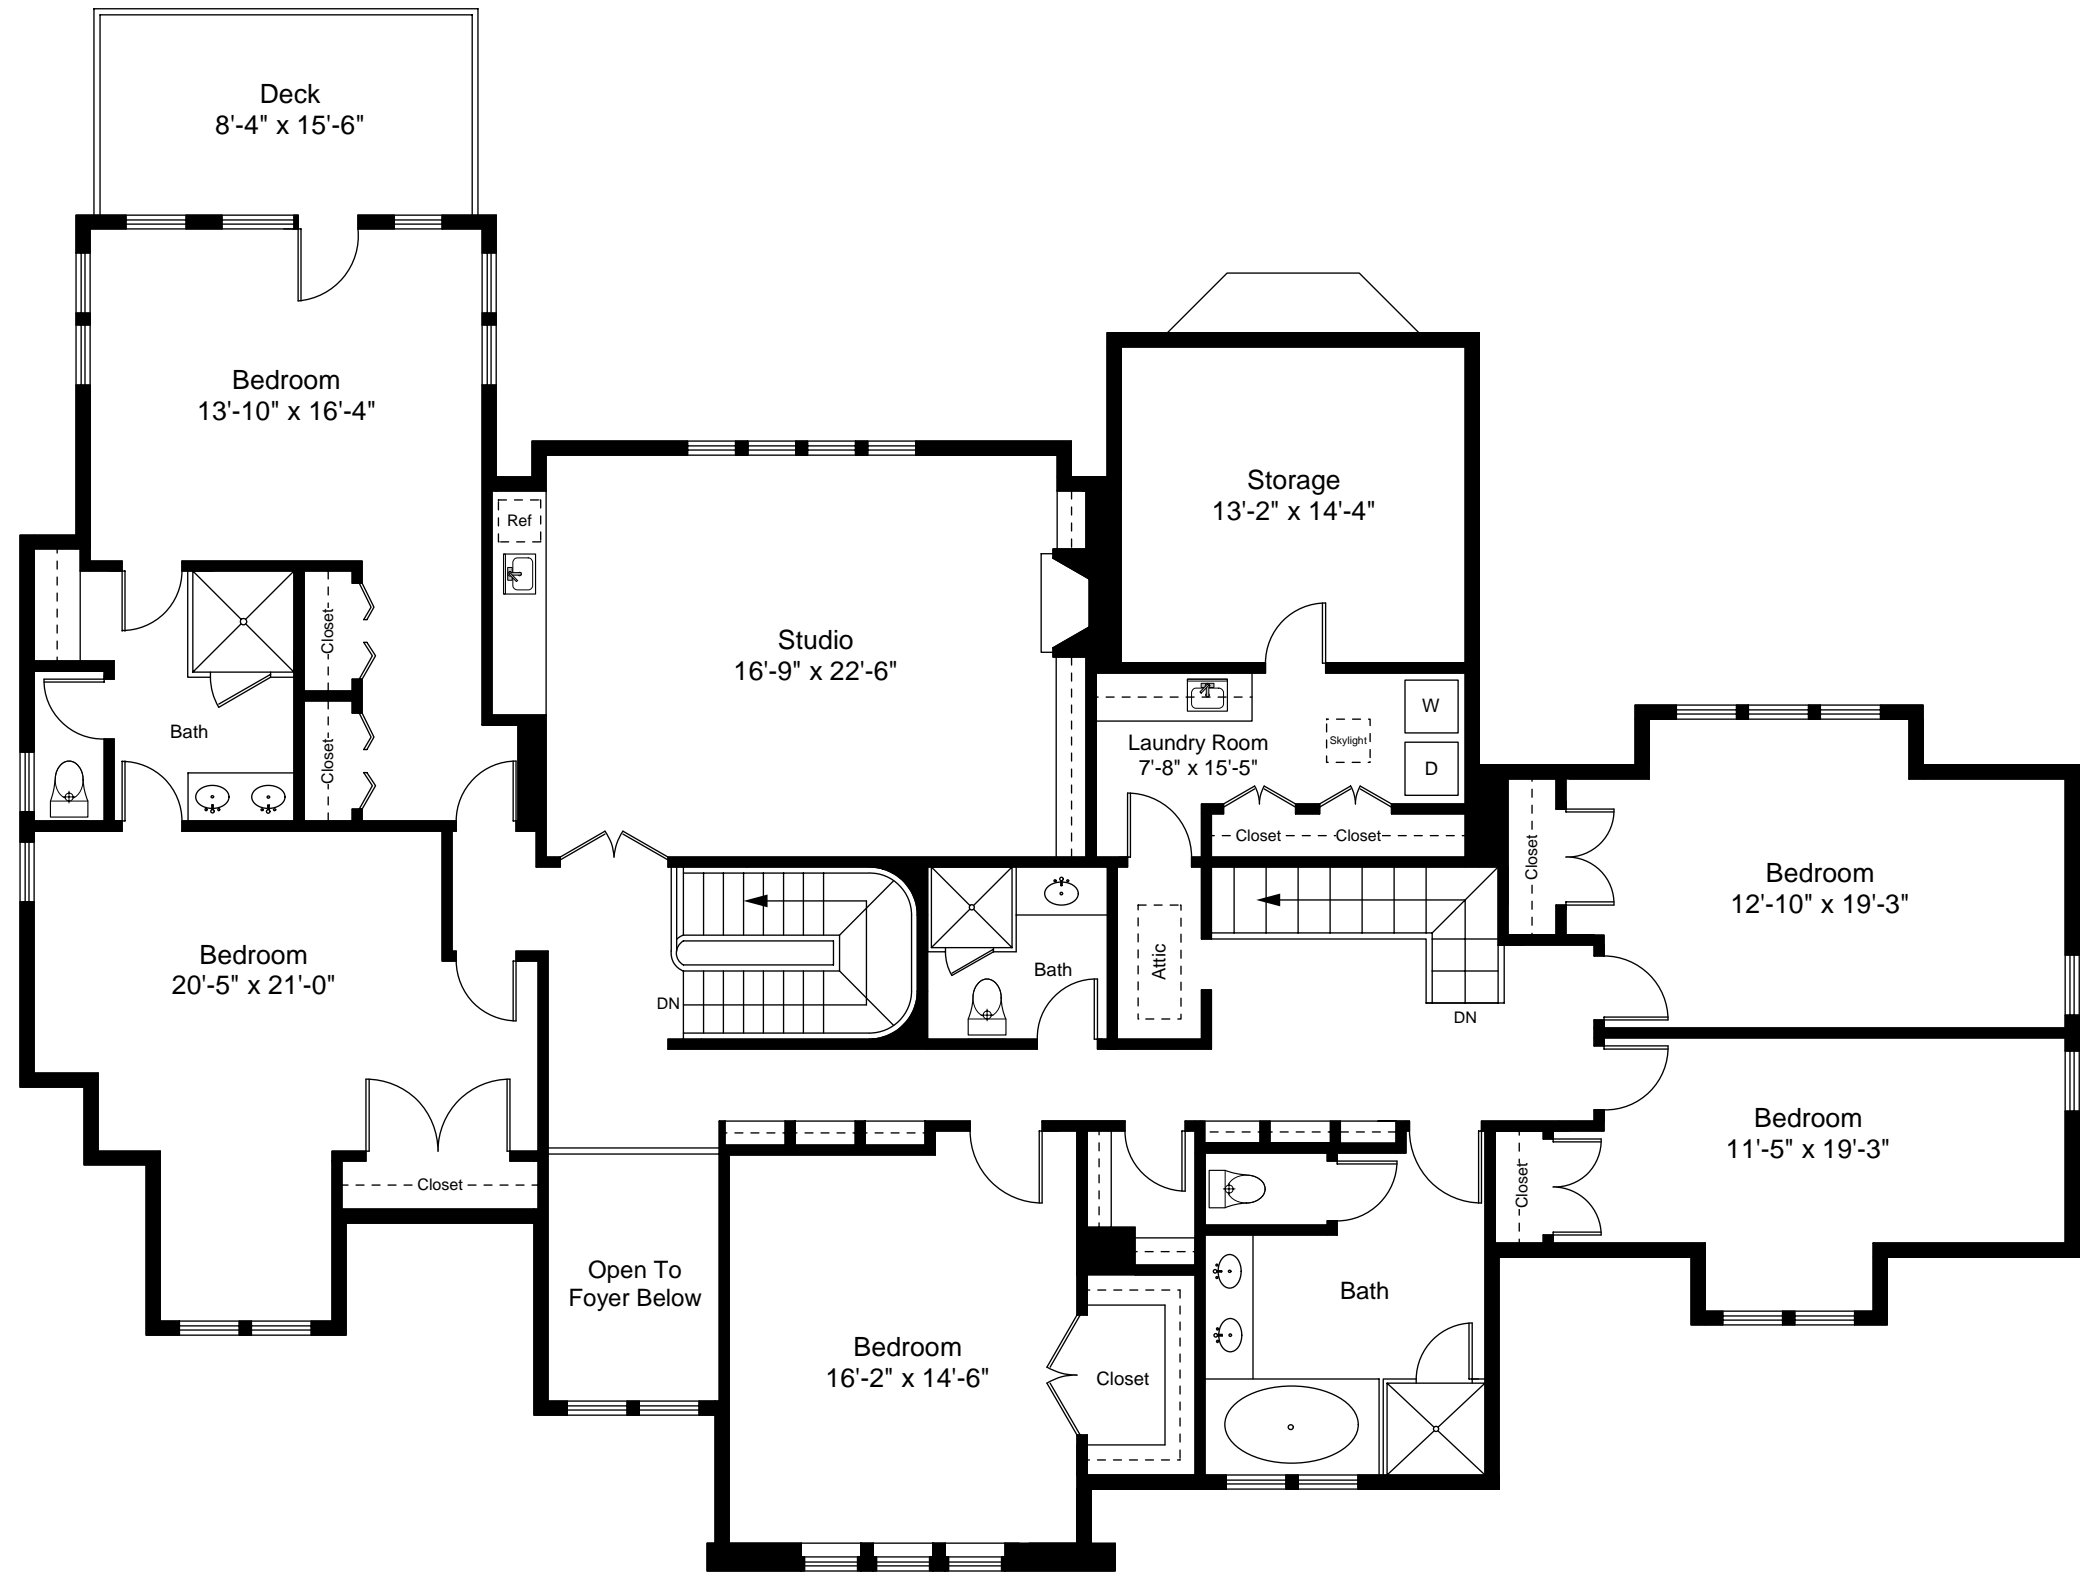 Deck
8'-4" x 15'-6"
Bedroom
13'-10" x 16'-4"
Storage
13'-2" x 14'-4"
Ref
Closet
Studio
16'-9" x 22'-6"
Bath
Closet
Laundry Room
7'-8" x 15'-5"
Skylight
W
D
Closet
Closet
Closet
Bedroom
12'-10" x 19'-3"
Bedroom
20'-5" x 21'-0"
DN
Bath
Attic
DN
Bedroom
11'-5" x 19'-3"
Closet
Closet
Open To
Foyer Below
Bath
Bedroom
16'-2" x 14'-6"
Closet